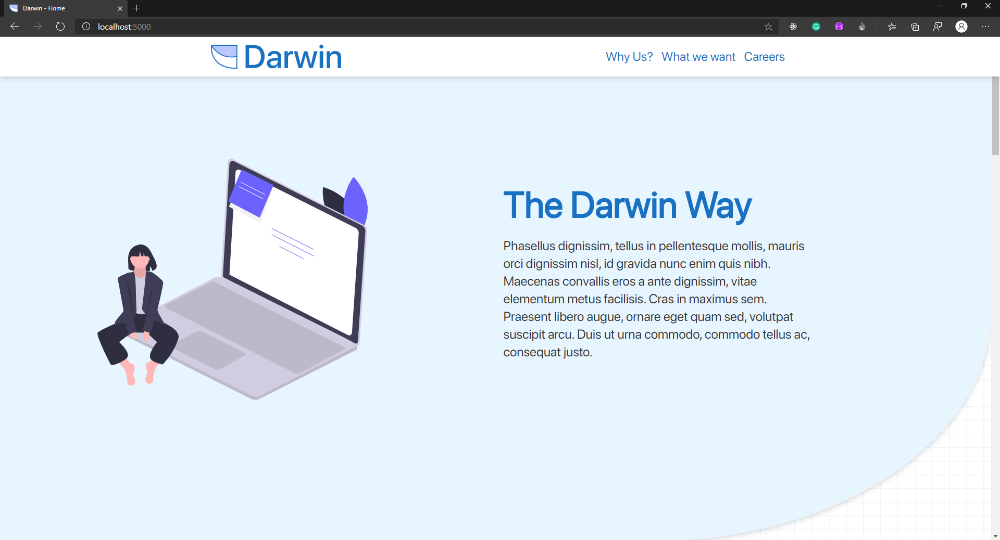 Darwin - Home
localhost:5000
Darwin
Why Us? What we want Careers
The Darwin Way
Phasellus dignissim, tellus in pellentesque mollis, mauris
orci dignissim nisl, id gravida nunc enim quis nibh.
Maecenas convallis eros a ante dignissim, vitae
elementum metus facilisis. Cras in maximus sem.
Praesent libero augue, ornare eget quam sed, volutpat
suscipit arcu. Duis ut urna commodo, commodo tellus ac,
consequat justo.